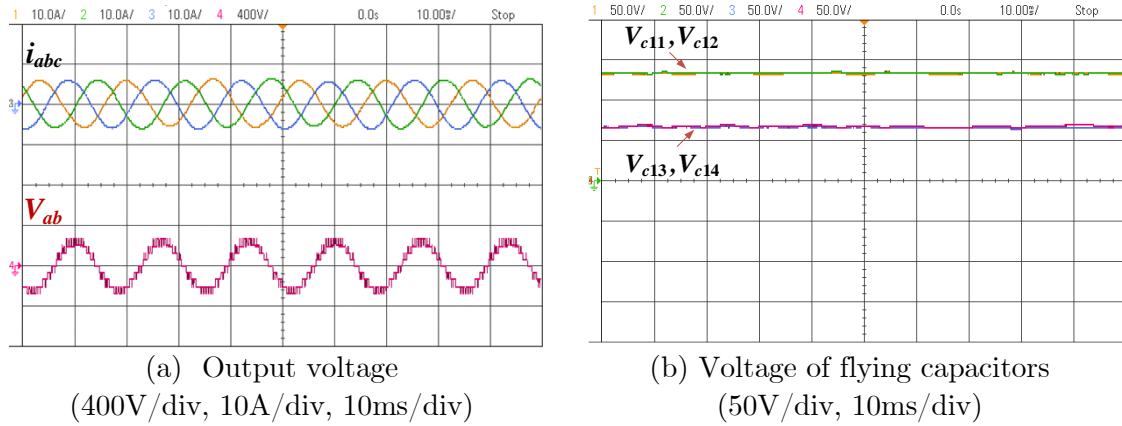 1 10.0A/ 2 10.0A/ 3 10.0A/ 4 400V/ 0.0s 10.00ms/ Stop
i_abc
V_ab
(a) Output voltage
(400V/div, 10A/div, 10ms/div)
1 50.0V/ 2 50.0V/ 3 50.0V/ 4 50.0V/ 0.0s 10.00ms/ Stop
V_c11, V_c12
V_c13, V_c14
(b) Voltage of flying capacitors
(50V/div, 10ms/div)